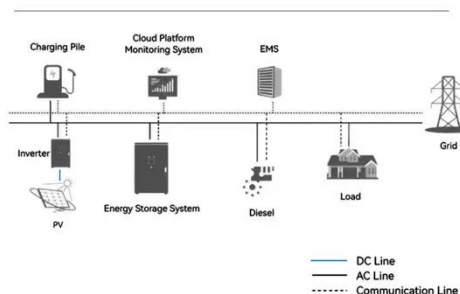 Charging Pile
Cloud Platform
Monitoring System
EMS
Grid
Inverter
PV
Energy Storage System
Diesel
Load
DC Line
AC Line
Communication Line